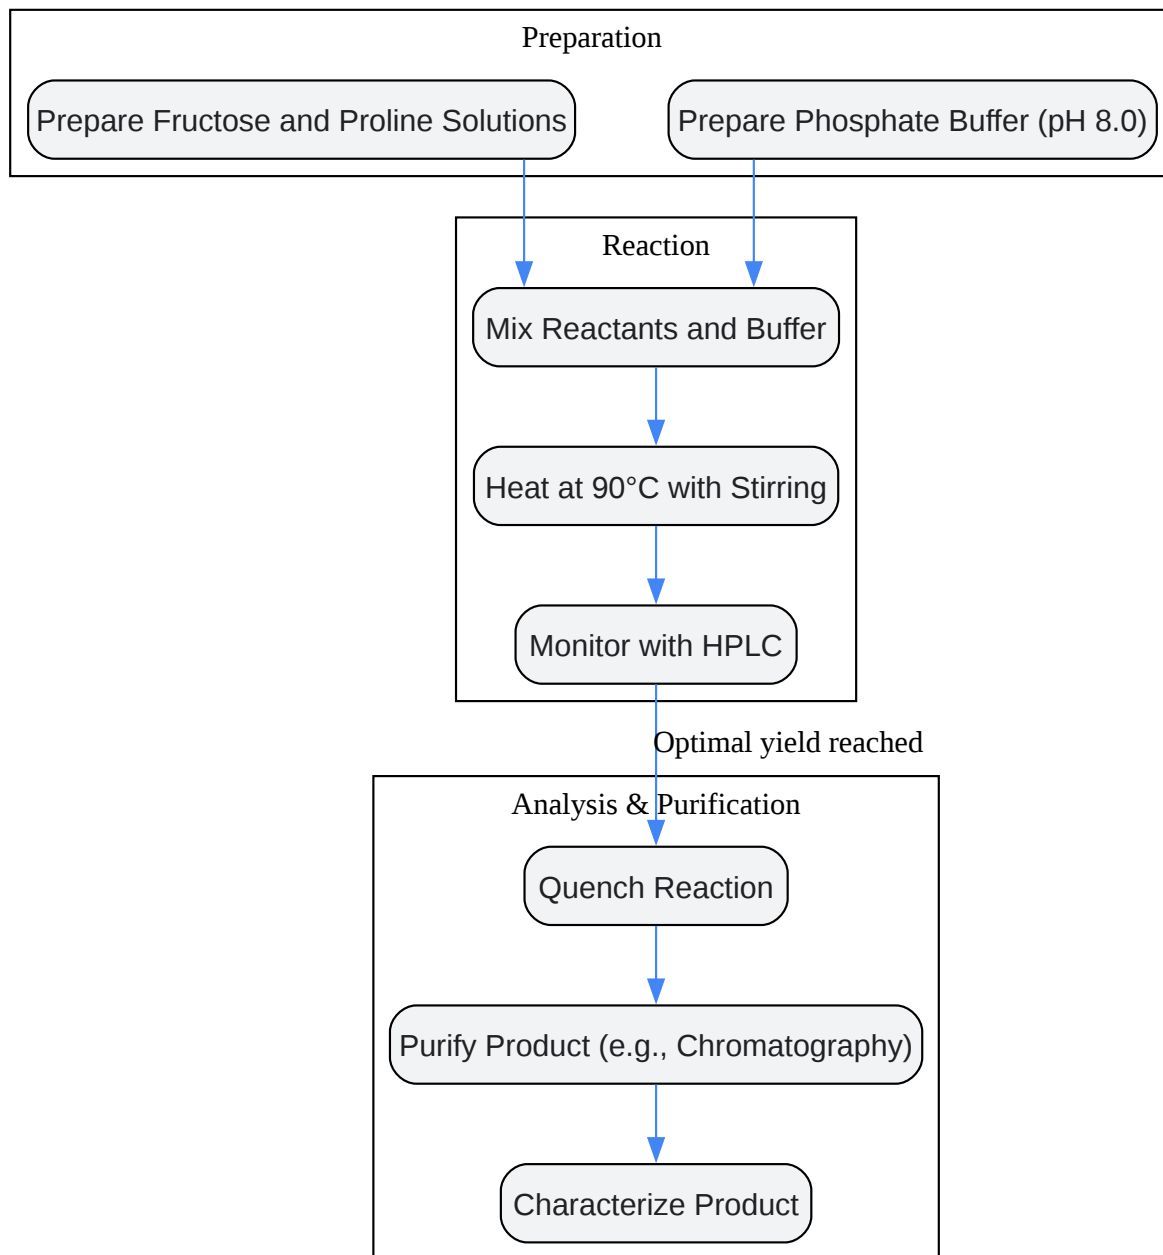 Preparation
Prepare Fructose and Proline Solutions
Prepare Phosphate Buffer (pH 8.0)
Reaction
Mix Reactants and Buffer
Heat at 90°C with Stirring
Monitor with HPLC
Optimal yield reached
Analysis & Purification
Quench Reaction
Purify Product (e.g., Chromatography)
Characterize Product